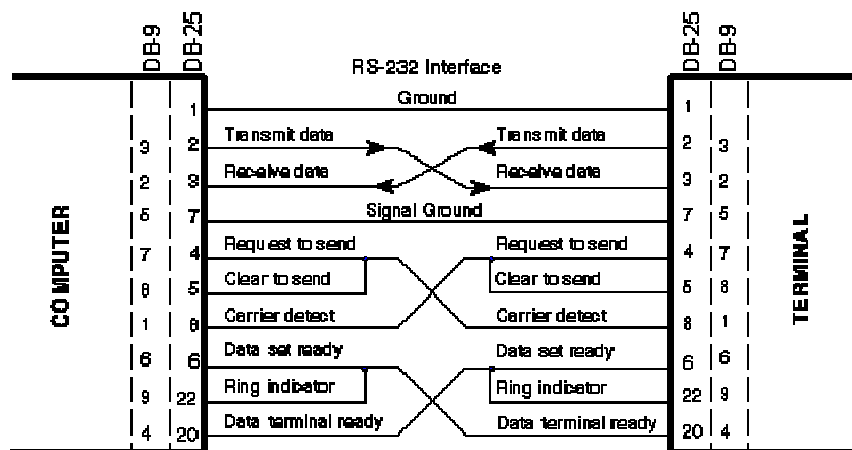 DB-9 DB-25 DB-25 DB-9
RS-232 Interface
Ground
1 1
Transmit data Transmit data
3 2 2 3
Receive data Receive data
2 3 3 2
Signal Ground
5 7 7 5
Request to send Request to send
7 4 4 7
Clear to send Clear to send
8 5 5 8
Carrier detect Carrier detect
1 8 8 1
Data set ready Data set ready
6 6 6 6
Ring indicator Ring indicator
9 22 22 9
Data terminal ready Data terminal ready
4 20 20 4
COMPUTER
TERMINAL